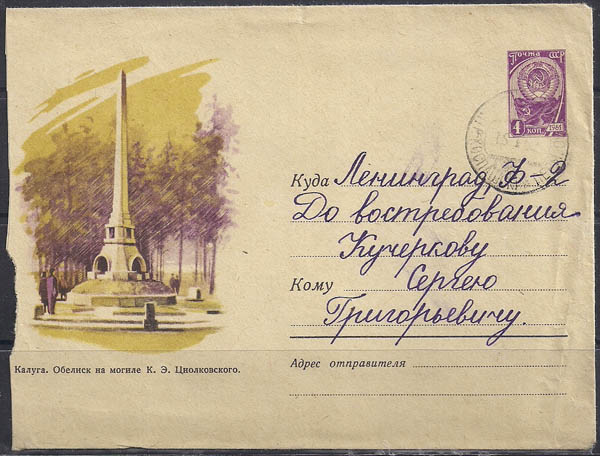 Почта СССР
4 коп. 1961
Куда Ленинград Ф-2
До востребования
Кучеркову
Кому Сергею
Григорьевичу.
Адрес отправителя
Калуга. Обелиск на могиле К. Э. Циолковского.